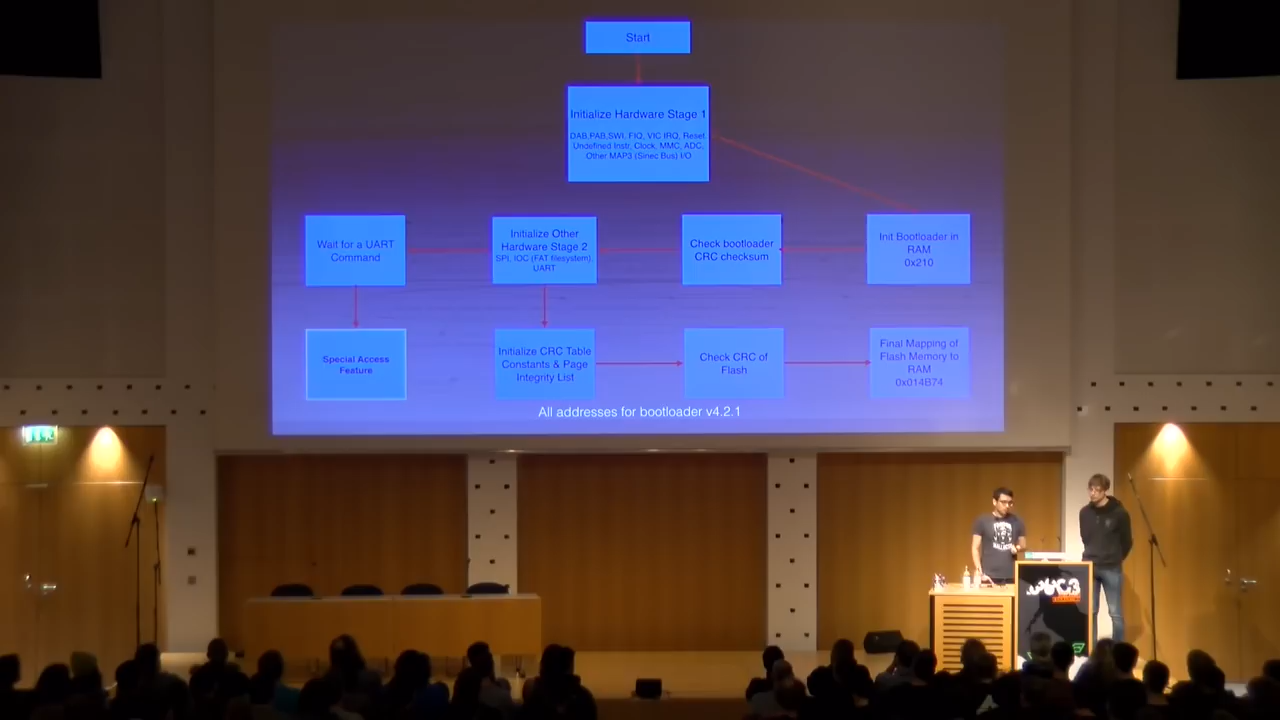 Start
Initialize Hardware Stage 1
DAB,PAB,SWI, FIQ, VIC IRQ, Reset
Undefined Instr, Clock, MMC, ADC,
Other MAP3 (Sinec Bus) I/O
Wait for a UART
Command
Initialize Other
Hardware Stage 2
SPI, IOC (FAT filesystem),
UART
Check bootloader
CRC checksum
Init Bootloader in
RAM
0x210
Special Access
Feature
Initialize CRC Table
Constants & Page
Integrity List
Check CRC of
Flash
Final Mapping of
Flash Memory to
RAM
0x014B74
All addresses for bootloader v4.2.1